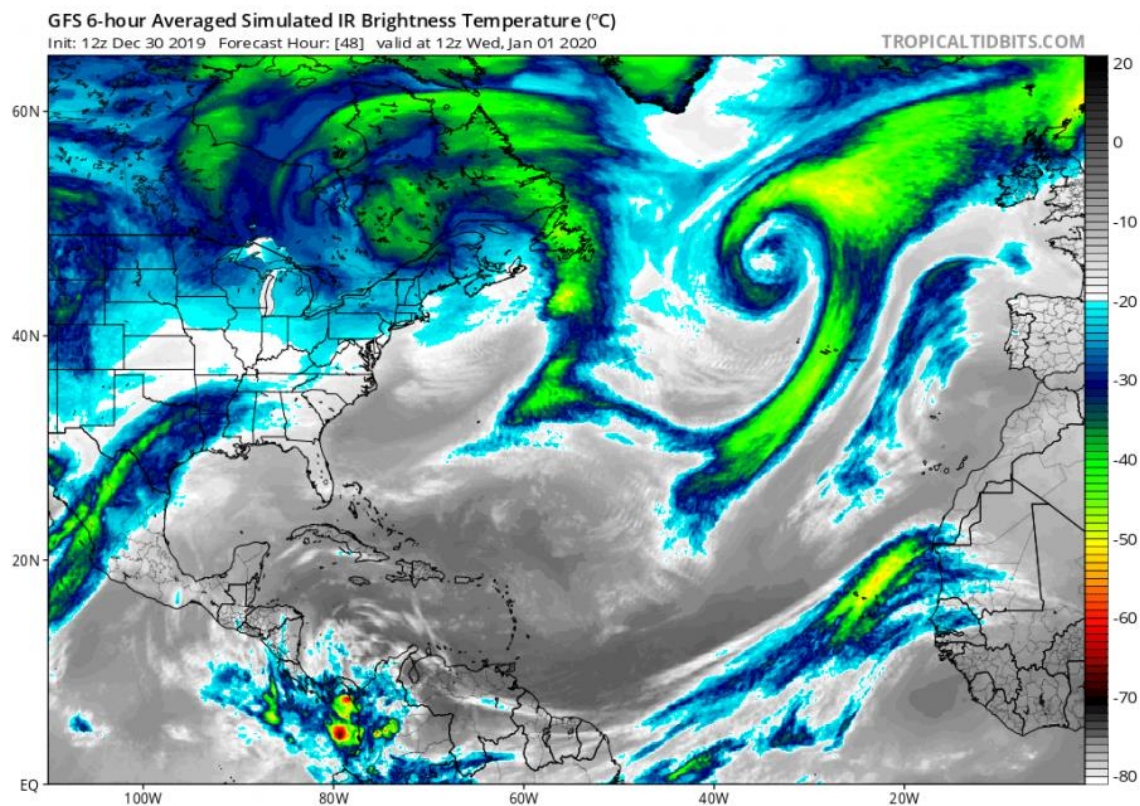 GFS 6-hour Averaged Simulated IR Brightness Temperature (°C)
Init: 12z Dec 30 2019 Forecast Hour: [48] valid at 12z Wed, Jan 01 2020
TROPICALTIDBITS.COM
20
60N
0
-10
-20
40N
-30
-40
20N
-50
-60
-70
EQ
-80
100W 80W 60W 40W 20W